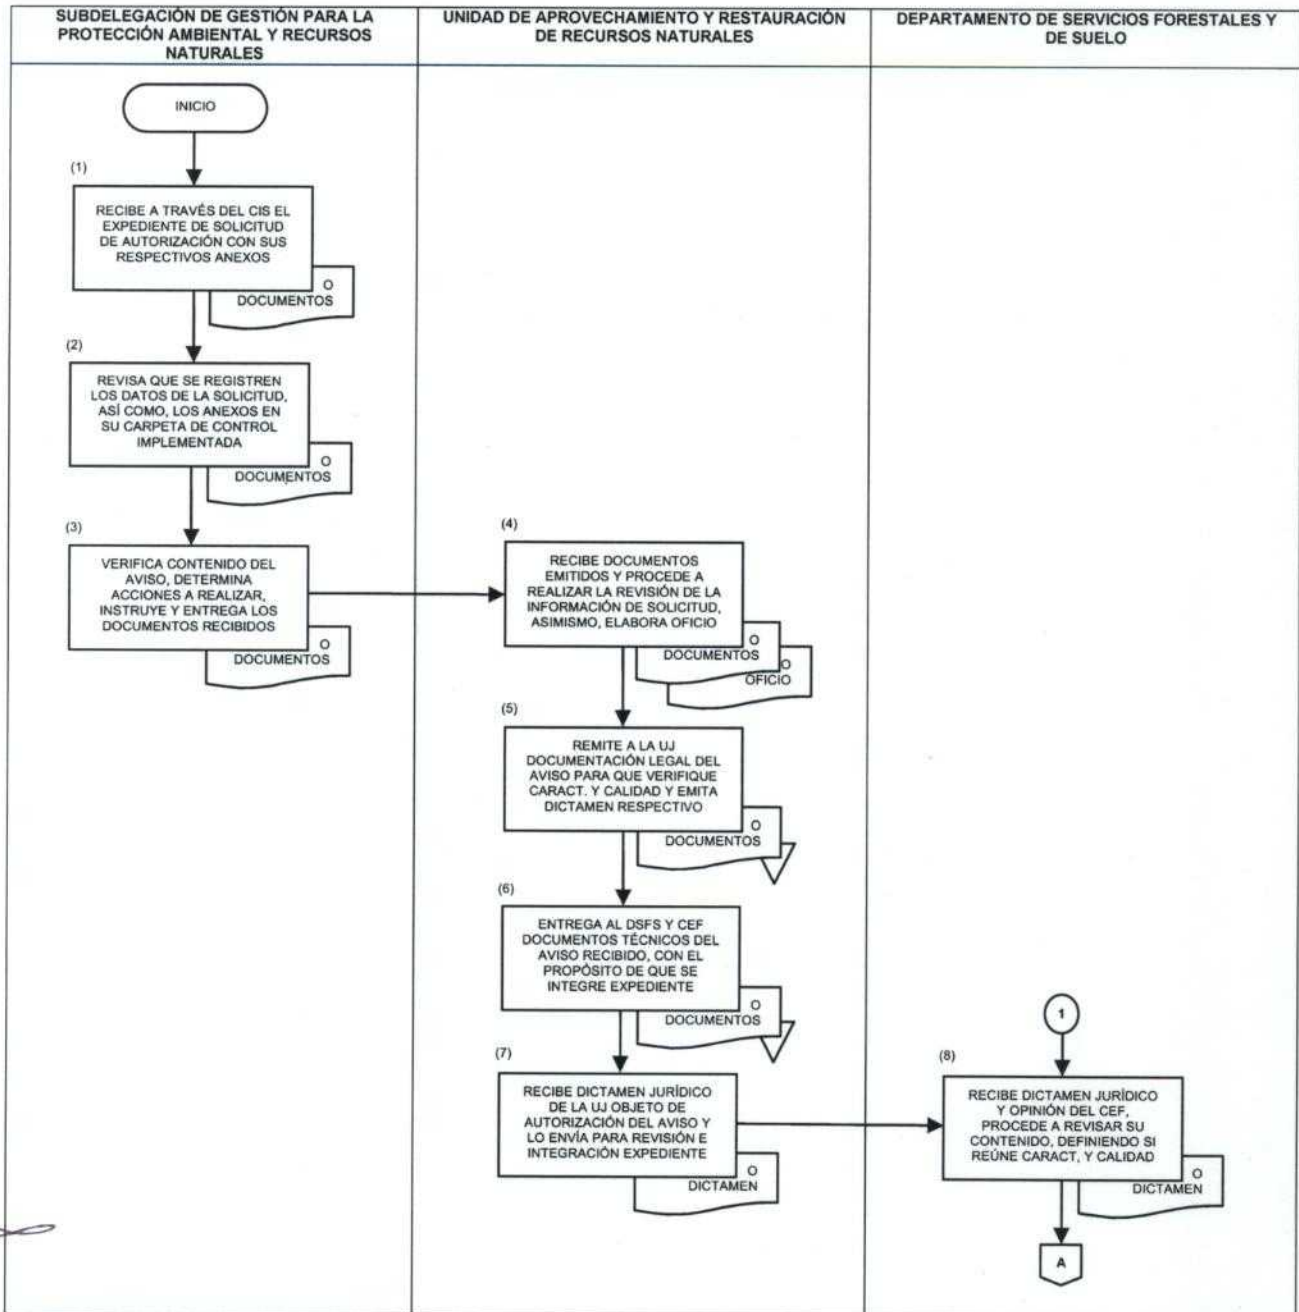 SUBDELEGACIÓN DE GESTIÓN PARA LA
PROTECCIÓN AMBIENTAL Y RECURSOS
NATURALES
UNIDAD DE APROVECHAMIENTO Y RESTAURACIÓN
DE RECURSOS NATURALES
DEPARTAMENTO DE SERVICIOS FORESTALES Y
DE SUELO
INICIO
(1)
RECIBE A TRAVÉS DEL CIS EL
EXPEDIENTE DE SOLICITUD
DE AUTORIZACIÓN CON SUS
RESPECTIVOS ANEXOS
O
DOCUMENTOS
(2)
REVISA QUE SE REGISTREN
LOS DATOS DE LA SOLICITUD,
ASÍ COMO, LOS ANEXOS EN
SU CARPETA DE CONTROL
IMPLEMENTADA
O
DOCUMENTOS
(3)
VERIFICA CONTENIDO DEL
AVISO, DETERMINA
ACCIONES A REALIZAR,
INSTRUYE Y ENTREGA LOS
DOCUMENTOS RECIBIDOS
O
DOCUMENTOS
(4)
RECIBE DOCUMENTOS
EMITIDOS Y PROCEDE A
REALIZAR LA REVISIÓN DE LA
INFORMACIÓN DE SOLICITUD,
ASIMISMO, ELABORA OFICIO
O
DOCUMENTOS
O
OFICIO
(5)
REMITE A LA UJ
DOCUMENTACIÓN LEGAL DEL
AVISO PARA QUE VERIFIQUE
CARACT. Y CALIDAD Y EMITA
DICTAMEN RESPECTIVO
O
DOCUMENTOS
(6)
ENTREGA AL DSFS Y CEF
DOCUMENTOS TÉCNICOS DEL
AVISO RECIBIDO, CON EL
PROPÓSITO DE QUE SE
INTEGRE EXPEDIENTE
O
DOCUMENTOS
(7)
RECIBE DICTAMEN JURÍDICO
DE LA UJ OBJETO DE
AUTORIZACIÓN DEL AVISO Y
LO ENVÍA PARA REVISIÓN E
INTEGRACIÓN EXPEDIENTE
O
DICTAMEN
1
(8)
RECIBE DICTAMEN JURÍDICO
Y OPINIÓN DEL CEF,
PROCEDE A REVISAR SU
CONTENIDO, DEFINIENDO SI
REÚNE CARACT, Y CALIDAD
O
DICTAMEN
A